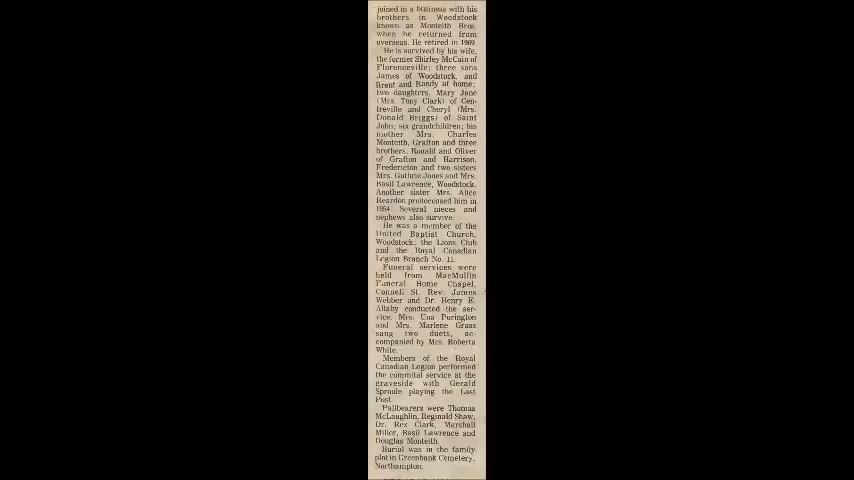 joined in a business with his
brothers in Woodstock
known as Monteith Bros.
when he returned from
overseas. He retired in 1969.
He is survived by his wife,
the former Shirley McCain of
Florenceville; three sons
James of Woodstock, and
Brent and Randy at home;
two daughters, Mary Jane
(Mrs. Tony Clark) of Cen-
treville and Cheryl (Mrs.
Donald Briggs) of Saint
John; six grandchildren; his
mother Mrs. Charles
Monteith, Grafton and three
brothers, Ronald and Oliver
of Grafton and Harrison,
Fredericton and two sisters
Mrs. Guthrie Jones and Mrs.
Basil Lawrence, Woodstock.
Another sister Mrs. Alice
Reardon predeceased him in
1954. Several nieces and
nephews also survive.
He was a member of the
United Baptist Church,
Woodstock; the Lions Club
and the Royal Canadian
Legion Branch No. 11.
Funeral services were
held from MacMullin
Funeral Home Chapel,
Connell St. Rev. James
Webber and Dr. Henry E.
Allaby conducted the ser-
vice. Mrs. Una Purington
and Mrs. Marlene Grass
sang two duets, ac-
companied by Mrs. Roberta
White.
Members of the Royal
Canadian Legion performed
the commital service at the
graveside with Gerald
Sproule playing the Last
Post.
Pallbearers were Thomas
McLaughlin, Reginald Shaw,
Dr. Rex Clark, Marshall
Miller, Basil Lawrence and
Douglas Monteith.
Burial was in the family
plot in Greenbank Cemetery,
Northampton.